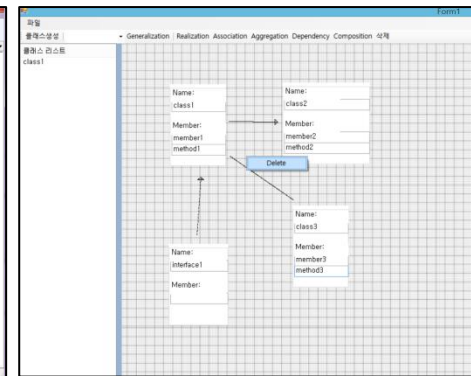 Form1
파일
클래스생성 Generalization Realization Association Aggregation Dependency Composition 삭제
클래스 리스트
class1
Name:
class1
Member:
member1
method1
Name:
class2
Member:
member2
method2
Delete
Name:
class3
Member:
member3
method3
Name:
interface1
Member: